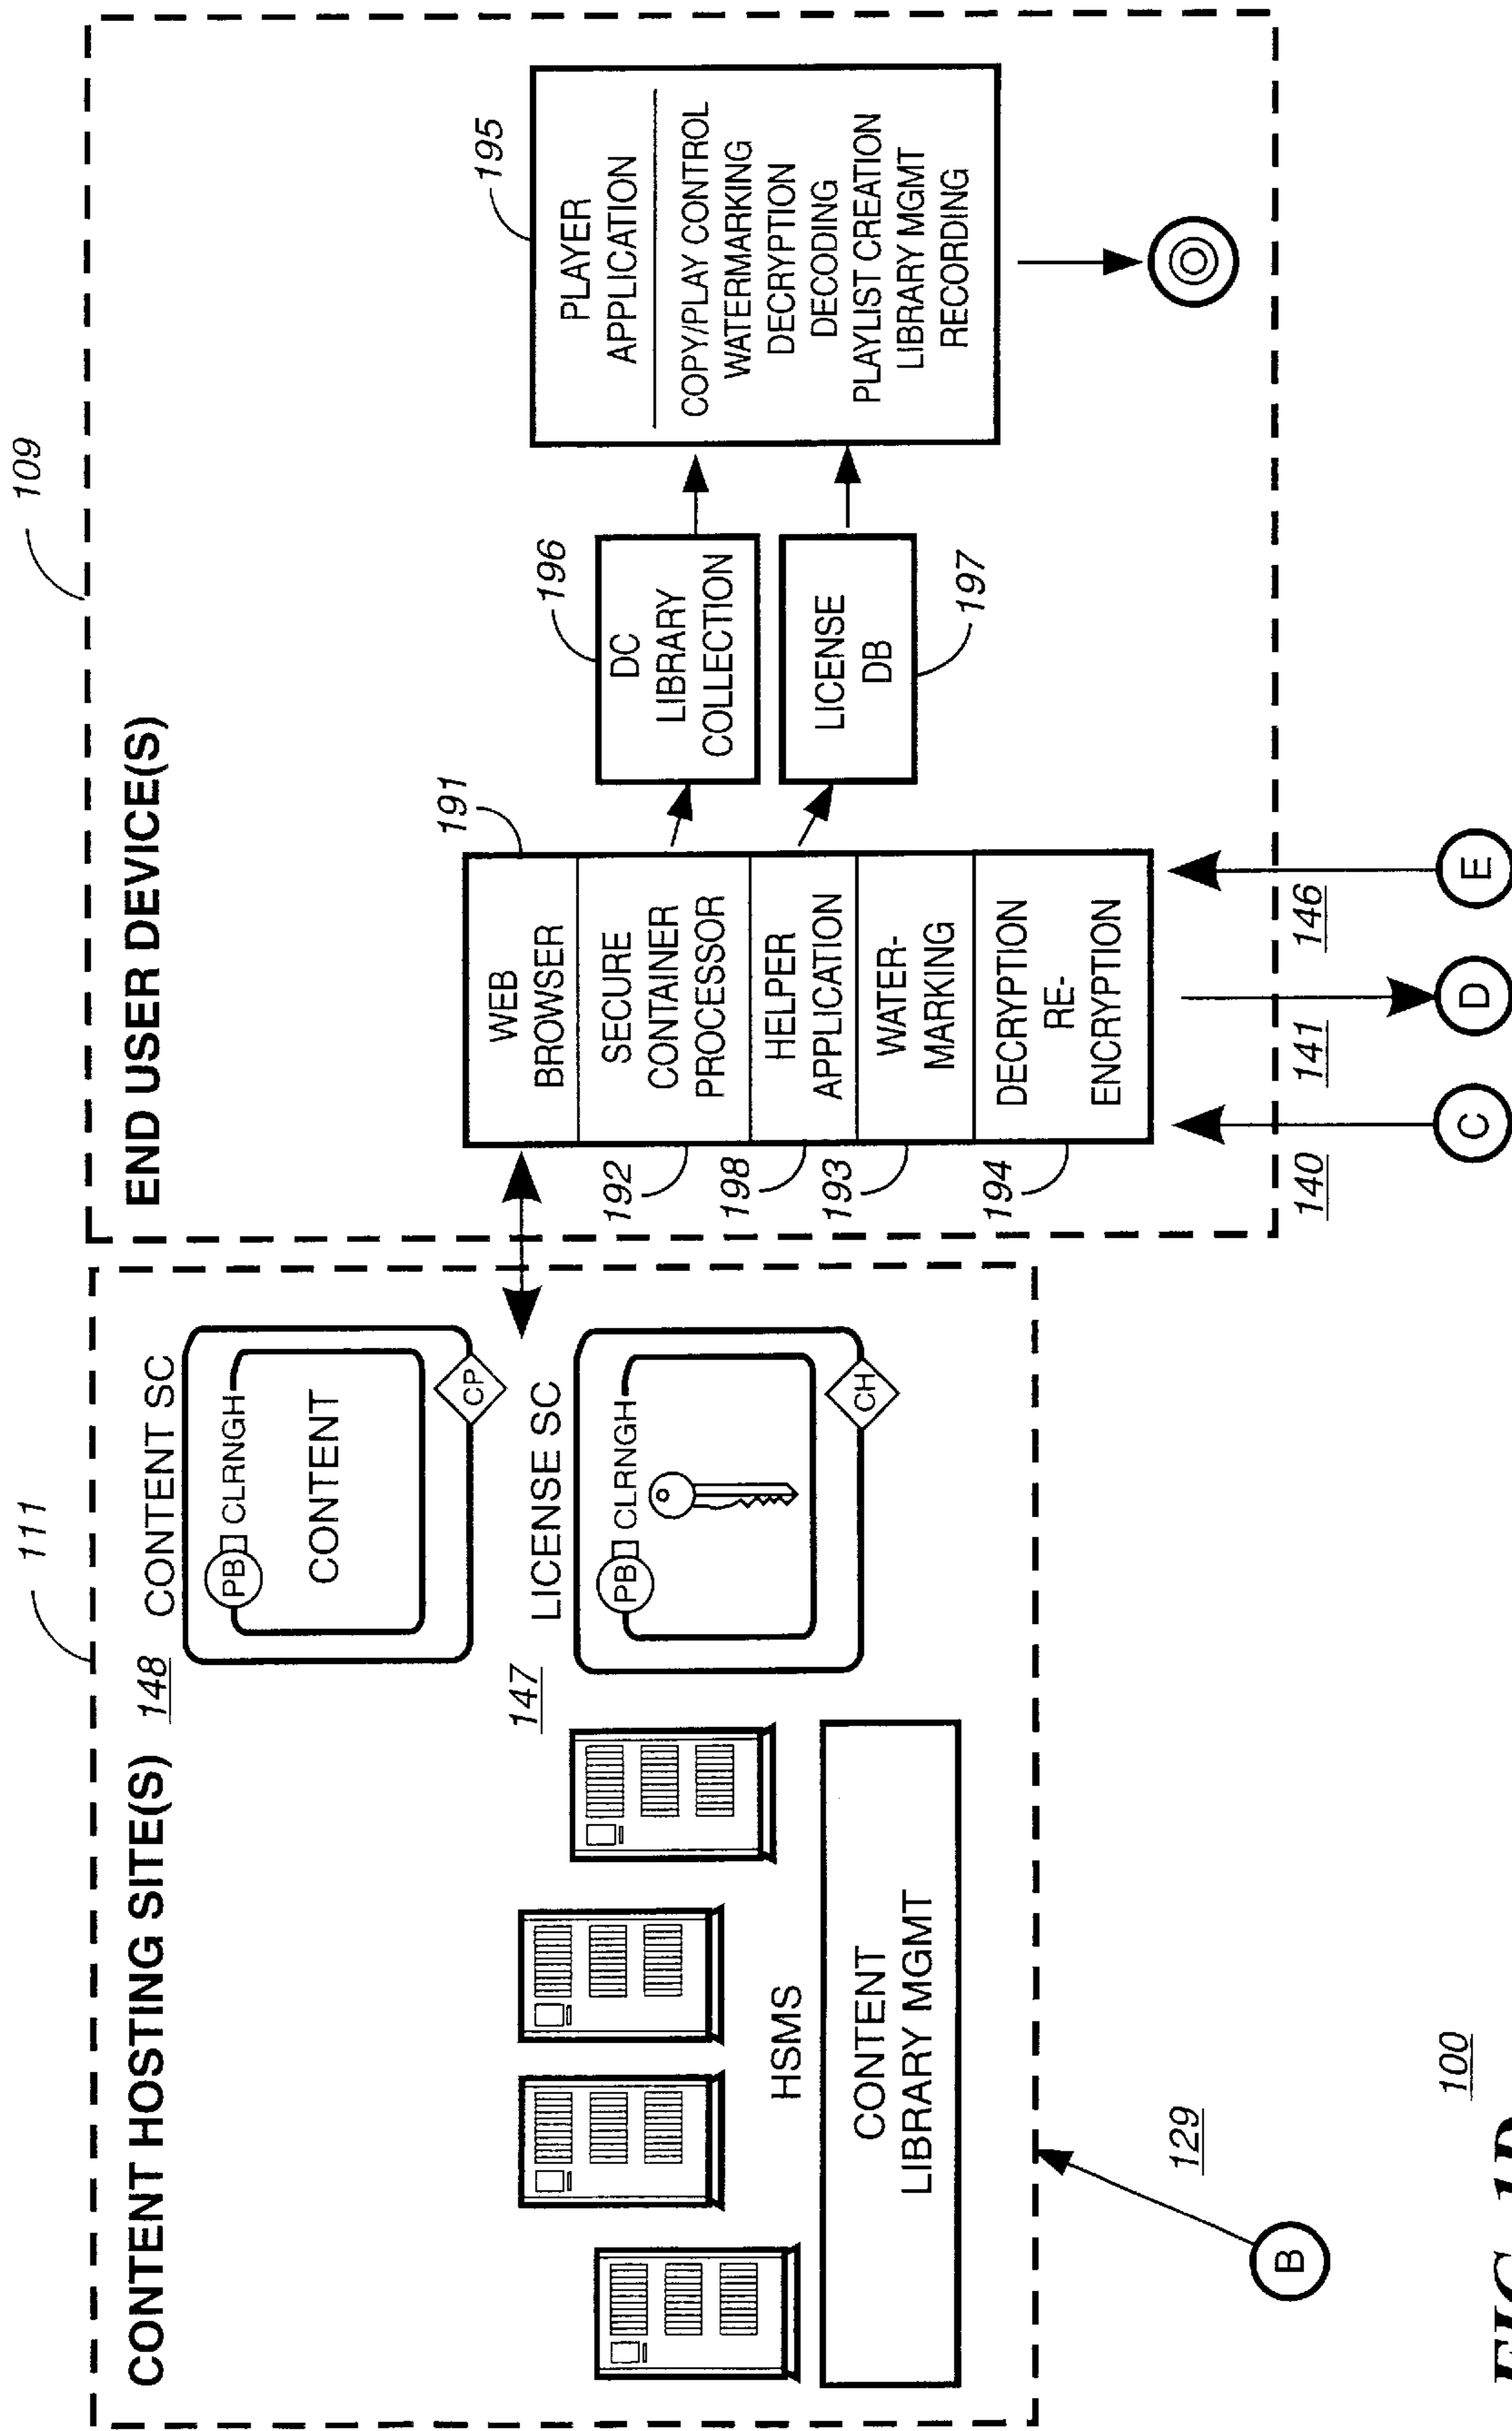 111
CONTENT HOSTING SITE(S)
148
CONTENT SC
PB CLRNGH
CONTENT
CP
147
LICENSE SC
PB CLRNGH
CH
HSMS
CONTENT
LIBRARY MGMT
B
129
109
END USER DEVICE(S)
191
WEB
BROWSER
192
SECURE
CONTAINER
PROCESSOR
198
HELPER
APPLICATION
193
WATER-
MARKING
194
DECRYPTION
RE-
ENCRYPTION
196
DC
LIBRARY
COLLECTION
LICENSE
DB
197
195
PLAYER
APPLICATION
COPY/PLAY CONTROL
WATERMARKING
DECRYPTION
DECODING
PLAYLIST CREATION
LIBRARY MGMT
RECORDING
140
141
146
C
D
E
100
FIG. 1D